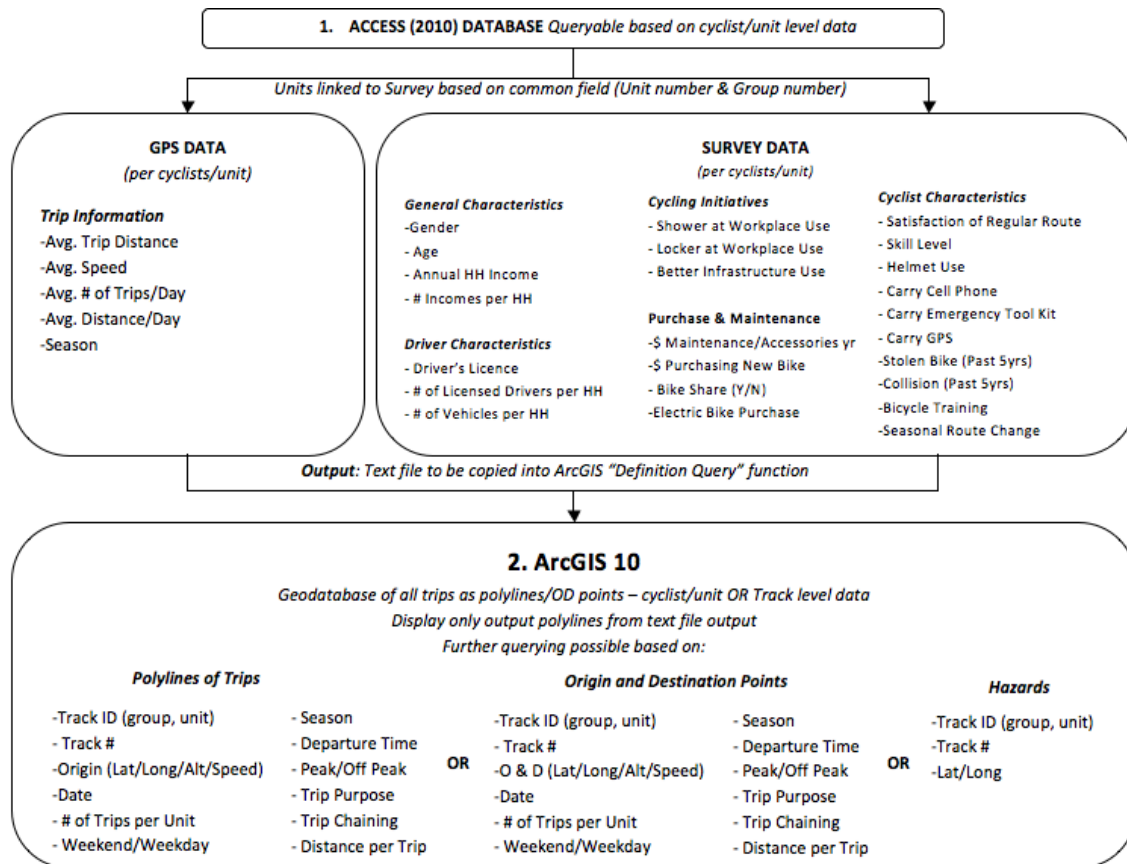 1. ACCESS (2010) DATABASE Queryable based on cyclist/unit level data
Units linked to Survey based on common field (Unit number & Group number)
GPS DATA
(per cyclists/unit)
Trip Information
-Avg. Trip Distance
-Avg. Speed
-Avg. # of Trips/Day
-Avg. Distance/Day
-Season
SURVEY DATA
(per cyclists/unit)
General Characteristics
-Gender
- Age
- Annual HH Income
- # Incomes per HH
Driver Characteristics
- Driver's Licence
- # of Licensed Drivers per HH
- # of Vehicles per HH
Cycling Initiatives
- Shower at Workplace Use
- Locker at Workplace Use
- Better Infrastructure Use
Purchase & Maintenance
-$ Maintenance/Accessories yr
-$ Purchasing New Bike
- Bike Share (Y/N)
-Electric Bike Purchase
Cyclist Characteristics
- Satisfaction of Regular Route
- Skill Level
- Helmet Use
- Carry Cell Phone
- Carry Emergency Tool Kit
- Carry GPS
-Stolen Bike (Past 5yrs)
-Collision (Past 5yrs)
-Bicycle Training
-Seasonal Route Change
Output: Text file to be copied into ArcGIS "Definition Query" function
2. ArcGIS 10
Geodatabase of all trips as polylines/OD points – cyclist/unit OR Track level data
Display only output polylines from text file output
Further querying possible based on:
Polylines of Trips
-Track ID (group, unit)
- Track #
-Origin (Lat/Long/Alt/Speed)
-Date
- # of Trips per Unit
- Weekend/Weekday
- Season
- Departure Time
- Peak/Off Peak
- Trip Purpose
- Trip Chaining
- Distance per Trip
OR
Origin and Destination Points
-Track ID (group, unit)
- Track #
-O & D (Lat/Long/Alt/Speed)
-Date
- # of Trips per Unit
- Weekend/Weekday
- Season
- Departure Time
- Peak/Off Peak
- Trip Purpose
- Trip Chaining
- Distance per Trip
OR
Hazards
-Track ID (group, unit)
-Track #
-Lat/Long